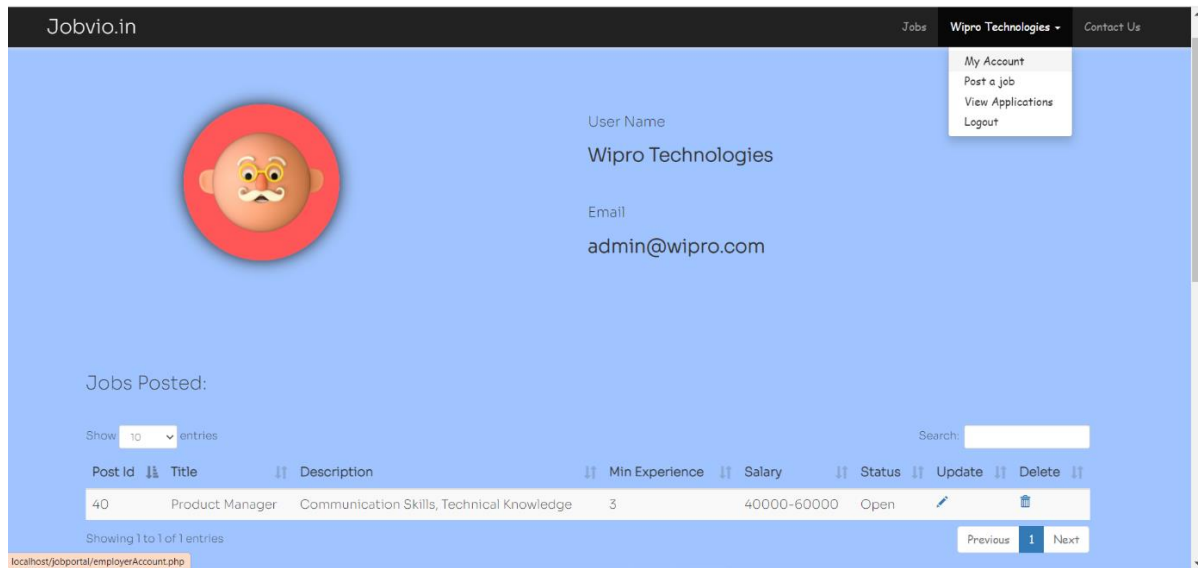 Jobvio.in Jobs Wipro Technologies Contact Us
My Account
Post a job
View Applications
Logout
User Name
Wipro Technologies
Email
admin@wipro.com
Jobs Posted:
Show 10 entries Search:
Post Id Title Description Min Experience Salary Status Update Delete
40 Product Manager Communication Skills, Technical Knowledge 3 40000-60000 Open
Showing 1 to 1 of 1 entries Previous 1 Next
localhost/jobportal/employerAccount.php